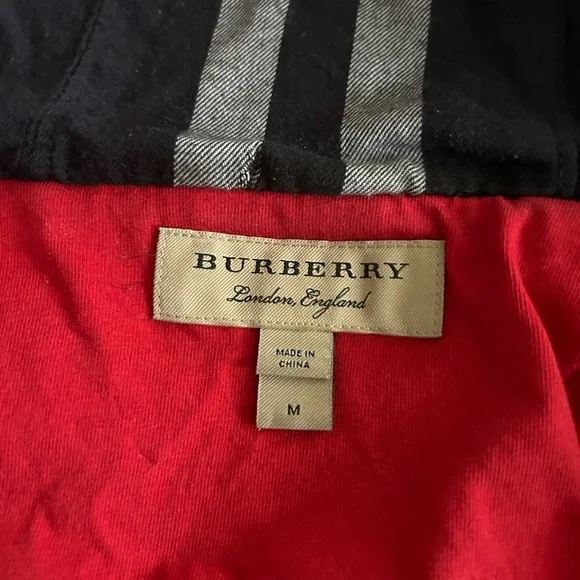 BURBERRY
London, England
MADE IN
CHINA
M